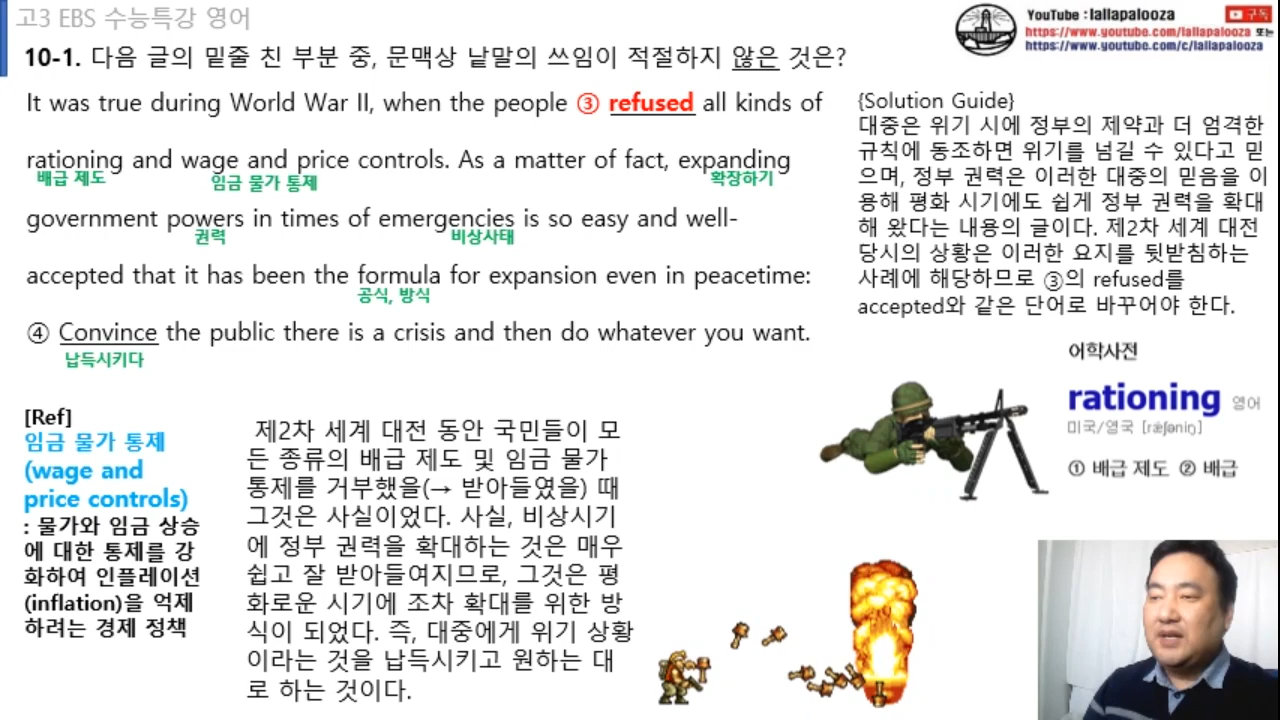 고3 EBS 수능특강 영어
YouTube : lallapalooza 구독
https://www.youtube.com/lallapalooza 또는
https://www.youtube.com/c/lallapalooza
10-1. 다음 글의 밑줄 친 부분 중, 문맥상 낱말의 쓰임이 적절하지 않은 것은?
It was true during World War II, when the people ③ refused all kinds of
rationing and wage and price controls. As a matter of fact, expanding
배급 제도 임금 물가 통제 확장하기
government powers in times of emergencies is so easy and well-
권력 비상사태
accepted that it has been the formula for expansion even in peacetime:
공식, 방식
④ Convince the public there is a crisis and then do whatever you want.
납득시키다
{Solution Guide}
대중은 위기 시에 정부의 제약과 더 엄격한
규칙에 동조하면 위기를 넘길 수 있다고 믿
으며, 정부 권력은 이러한 대중의 믿음을 이
용해 평화 시기에도 쉽게 정부 권력을 확대
해 왔다는 내용의 글이다. 제2차 세계 대전
당시의 상황은 이러한 요지를 뒷받침하는
사례에 해당하므로 ③의 refused를
accepted와 같은 단어로 바꾸어야 한다.
어학사전
rationing 영어
미국/영국 [ræʃəniŋ]
① 배급 제도 ② 배급
[Ref]
임금 물가 통제
(wage and
price controls)
: 물가와 임금 상승
에 대한 통제를 강
화하여 인플레이션
(inflation)을 억제
하려는 경제 정책
제2차 세계 대전 동안 국민들이 모
든 종류의 배급 제도 및 임금 물가
통제를 거부했을(→ 받아들였을) 때
그것은 사실이었다. 사실, 비상시기
에 정부 권력을 확대하는 것은 매우
쉽고 잘 받아들여지므로, 그것은 평
화로운 시기에 조차 확대를 위한 방
식이 되었다. 즉, 대중에게 위기 상황
이라는 것을 납득시키고 원하는 대
로 하는 것이다.